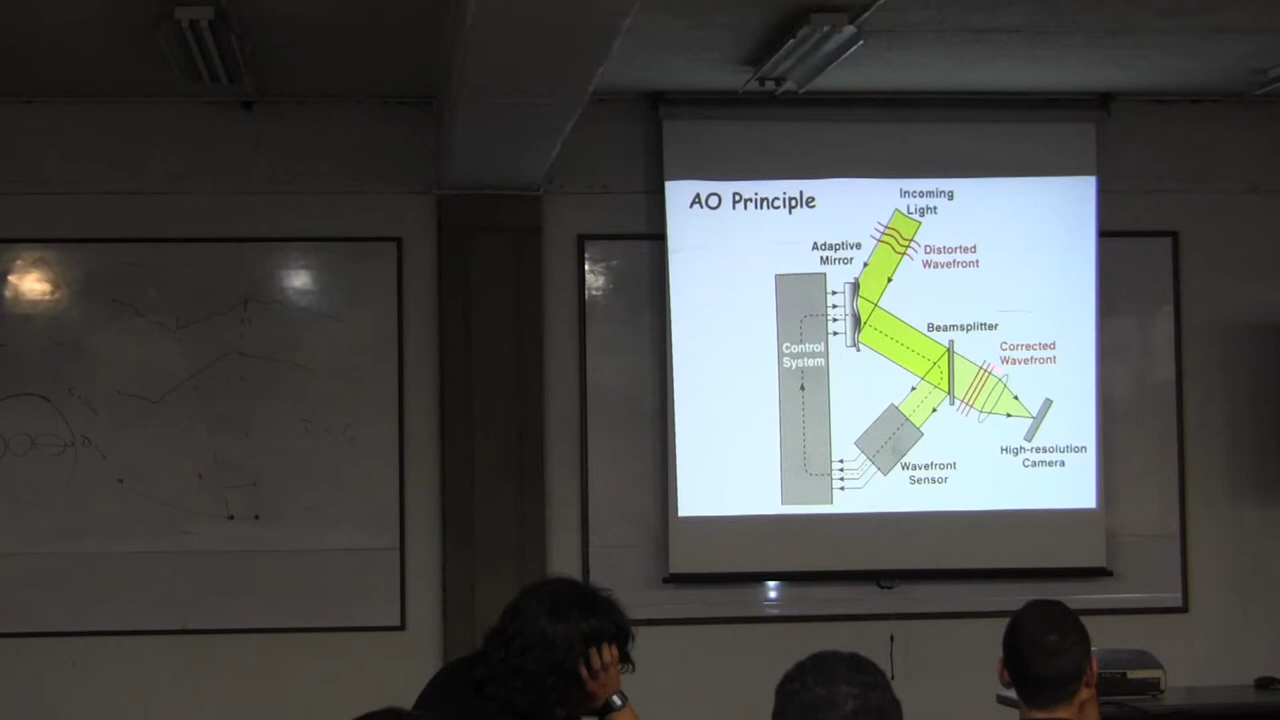 AO Principle
Incoming
Light
Adaptive
Mirror
Distorted
Wavefront
Beamsplitter
Control
System
Corrected
Wavefront
High-resolution
Camera
Wavefront
Sensor